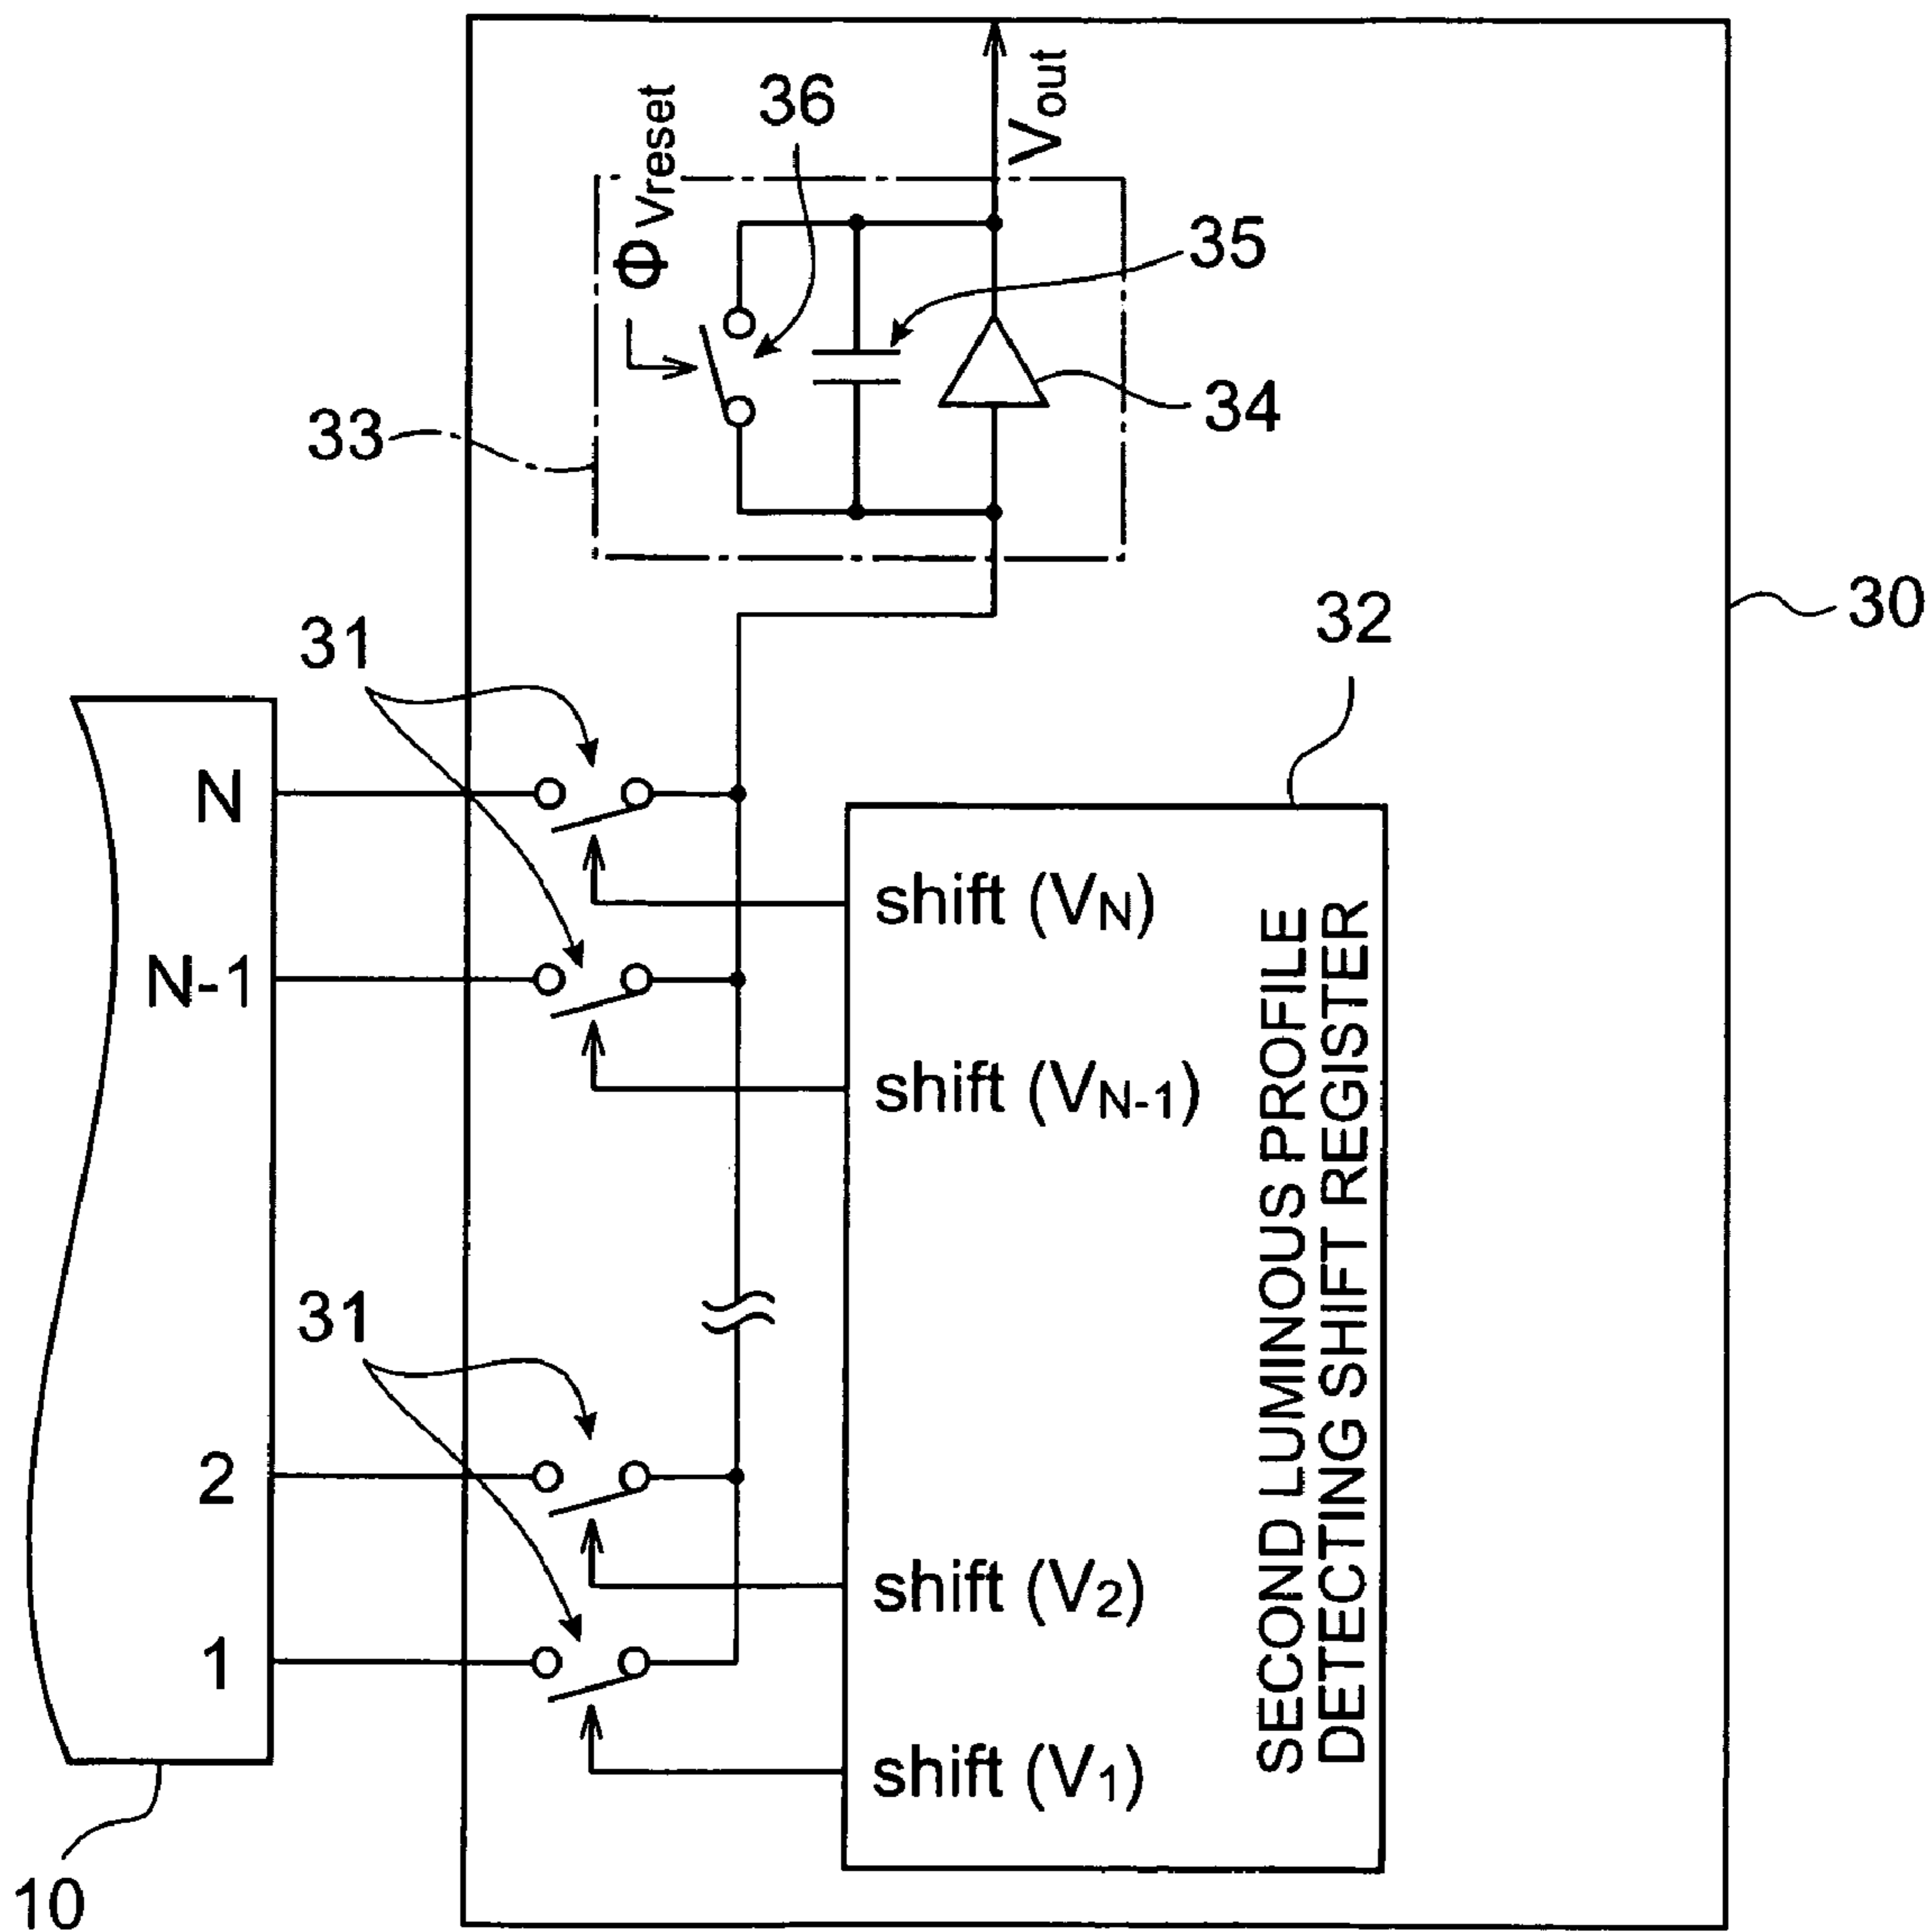 36
Φ Vreset
Vout
35
34
33
30
32
31
N
shift (VN)
N-1
shift (VN-1)
SECOND LUMINOUS PROFILE
DETECTING SHIFT REGISTER
31
2
shift (V2)
1
shift (V1)
10